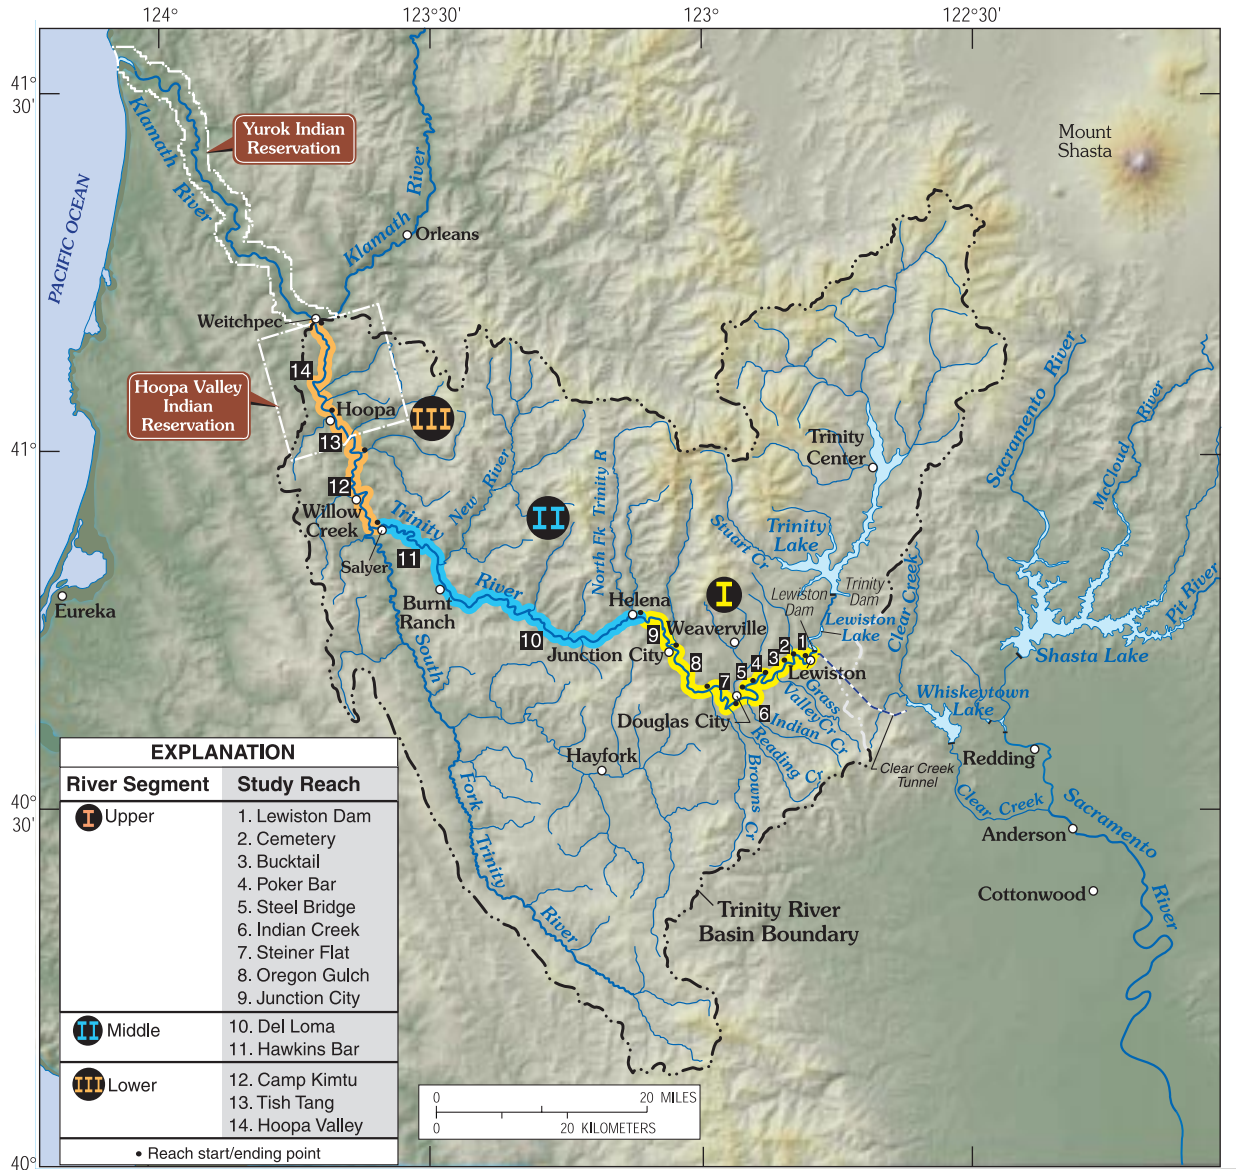 124°
123°30'
123°
122°30'
41°
30'
41°
40°
30'
40°
PACIFIC OCEAN
Klamath
River
Yurok Indian
Reservation
Klamath
River
Orleans
Mount
Shasta
Weitchpec
Hoopa Valley
Indian
Reservation
14
Hoopa
III
13
12
Willow
Creek
Salyer
Trinity
River
11
New River
II
North Fk Trinity R
Burnt
Ranch
10
Helena
Junction City
9
8
7
5
4
3
2
1
6
Weaverville
I
Stuart Cr
Trinity
Center
Trinity
Lake
Trinity
Dam
Lewiston
Dam
Lewiston
Lake
Lewiston
Clear Creek
Douglas City
Grass
Valley Cr
Indian Cr
Reading Cr
Browns Cr
Hayfork
South
Fork
Trinity
River
Trinity River
Basin Boundary
Sacramento River
McCloud River
Pit River
Shasta Lake
Whiskeytown
Lake
Clear Creek
Tunnel
Redding
Clear Creek
Sacramento
River
Anderson
Cottonwood
Eureka
EXPLANATION
River Segment
Study Reach
I Upper
1. Lewiston Dam
2. Cemetery
3. Bucktail
4. Poker Bar
5. Steel Bridge
6. Indian Creek
7. Steiner Flat
8. Oregon Gulch
9. Junction City
II Middle
10. Del Loma
11. Hawkins Bar
III Lower
12. Camp Kimtu
13. Tish Tang
14. Hoopa Valley
• Reach start/ending point
0 20 MILES
0 20 KILOMETERS